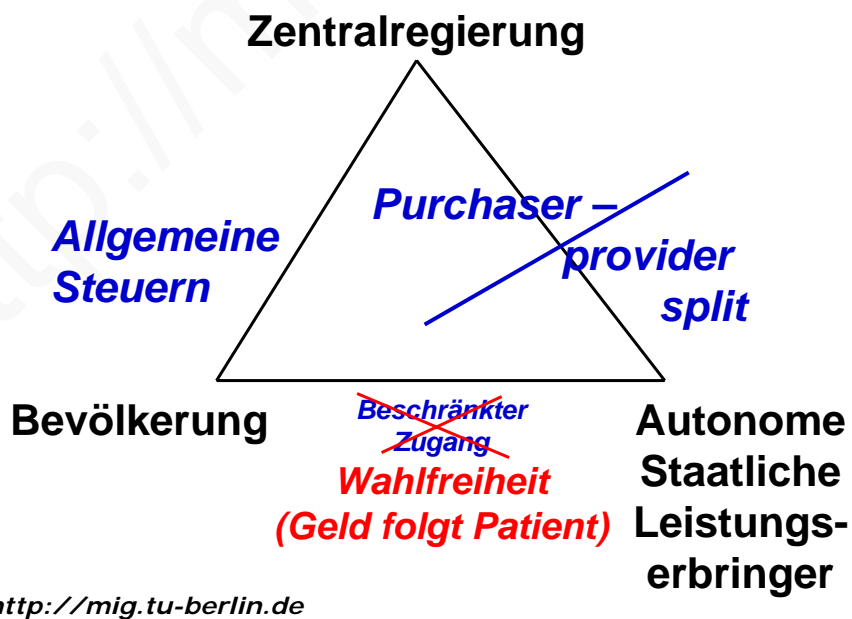 Zentralregierung
Purchaser –
Allgemeine
provider
Steuern
split
Bevölkerung
Beschränkter
Zugang
Wahlfreiheit
(Geld folgt Patient)
Autonome
Staatliche
Leistungs-
erbringer
http://mig.tu-berlin.de